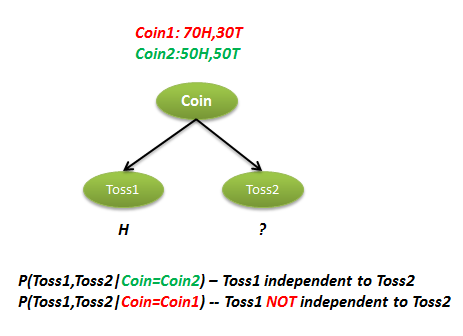 Coin1: 70H,30T
Coin2:50H,50T
Coin
Toss1 Toss2
H ?
P(Toss1,Toss2|Coin=Coin2) – Toss1 independent to Toss2
P(Toss1,Toss2|Coin=Coin1) -- Toss1 NOT independent to Toss2